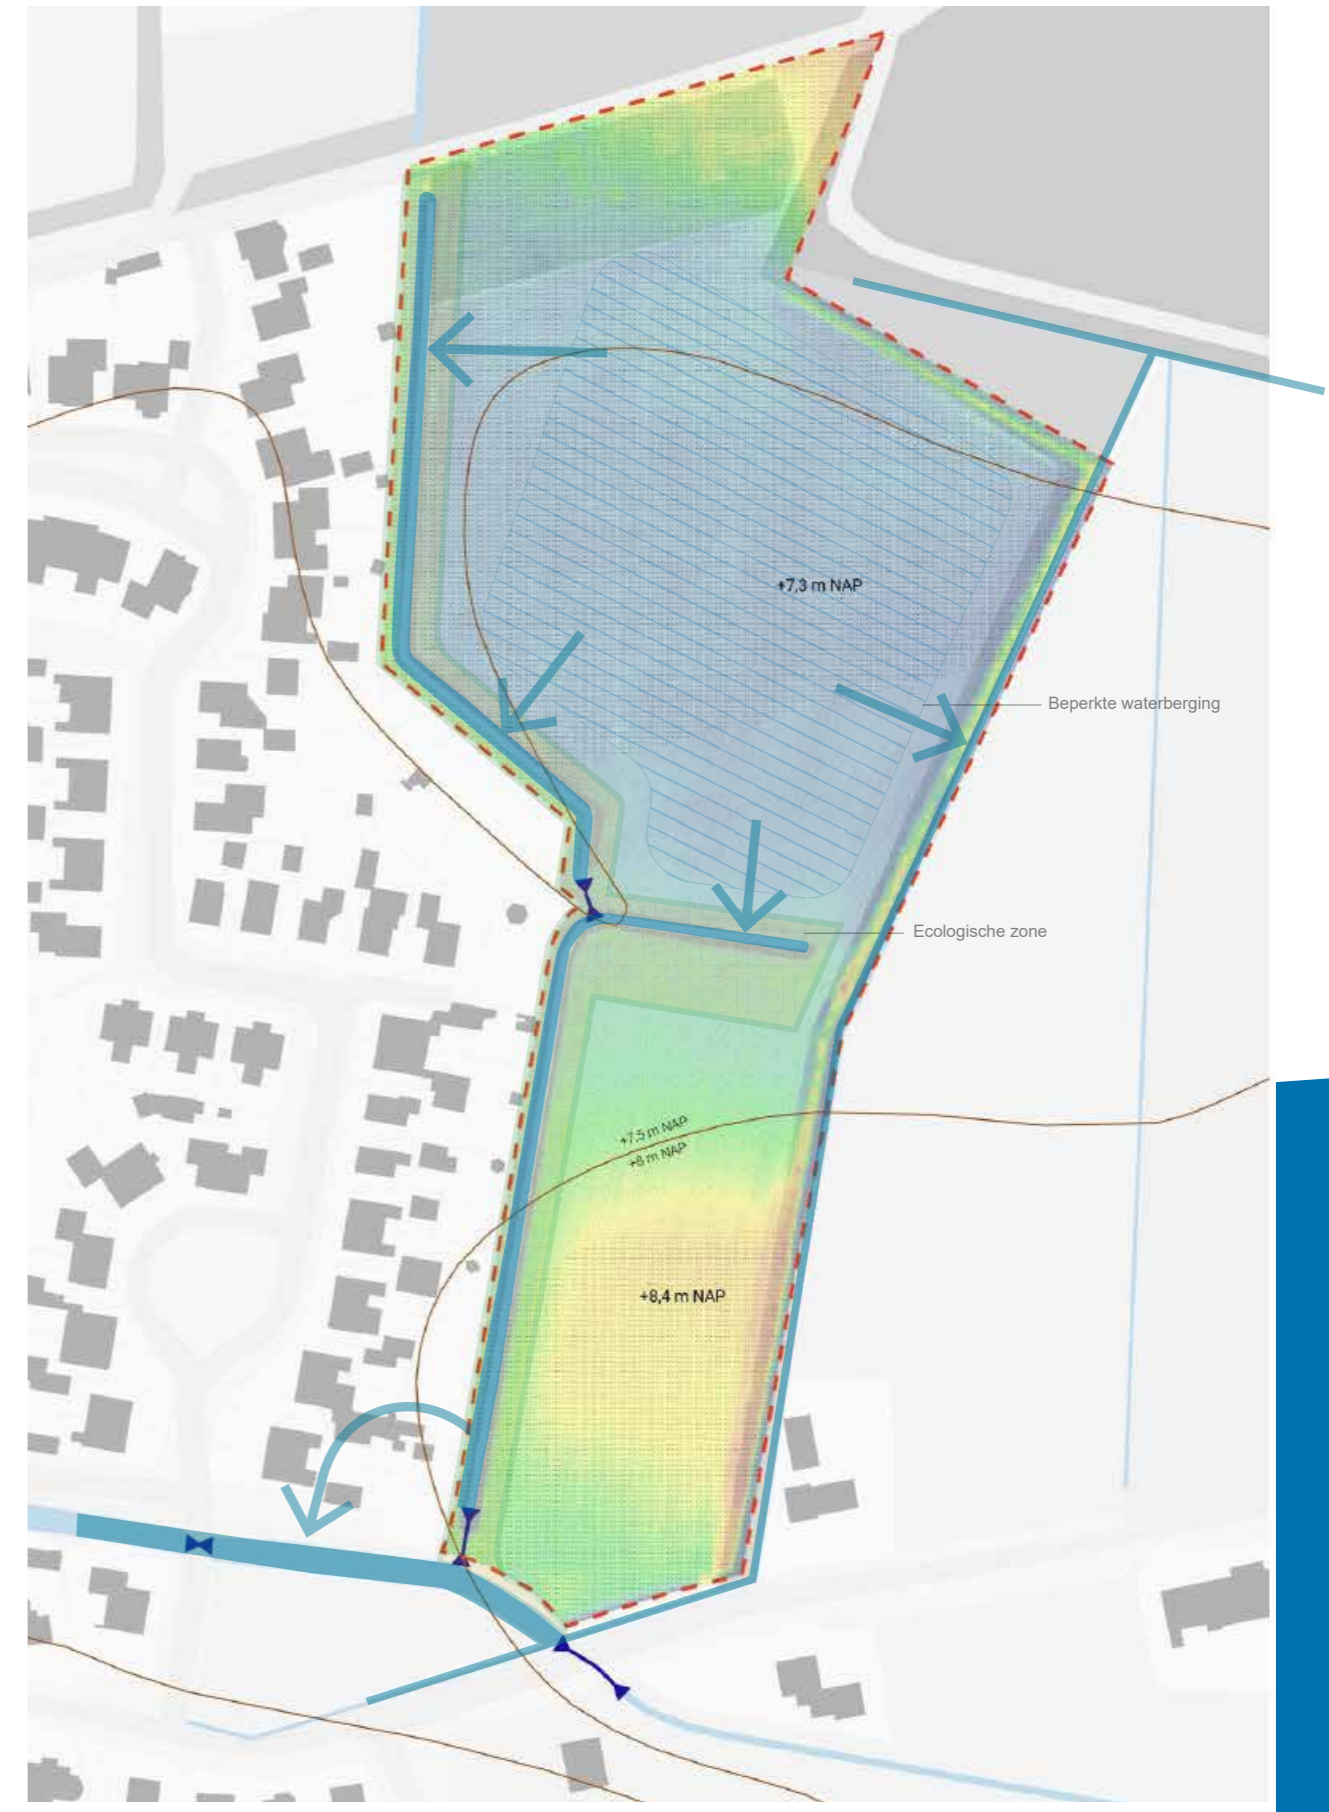 +7,3 m NAP
Beperkte waterberging
Ecologische zone
+7,5 m NAP
+8 m NAP
+8,4 m NAP